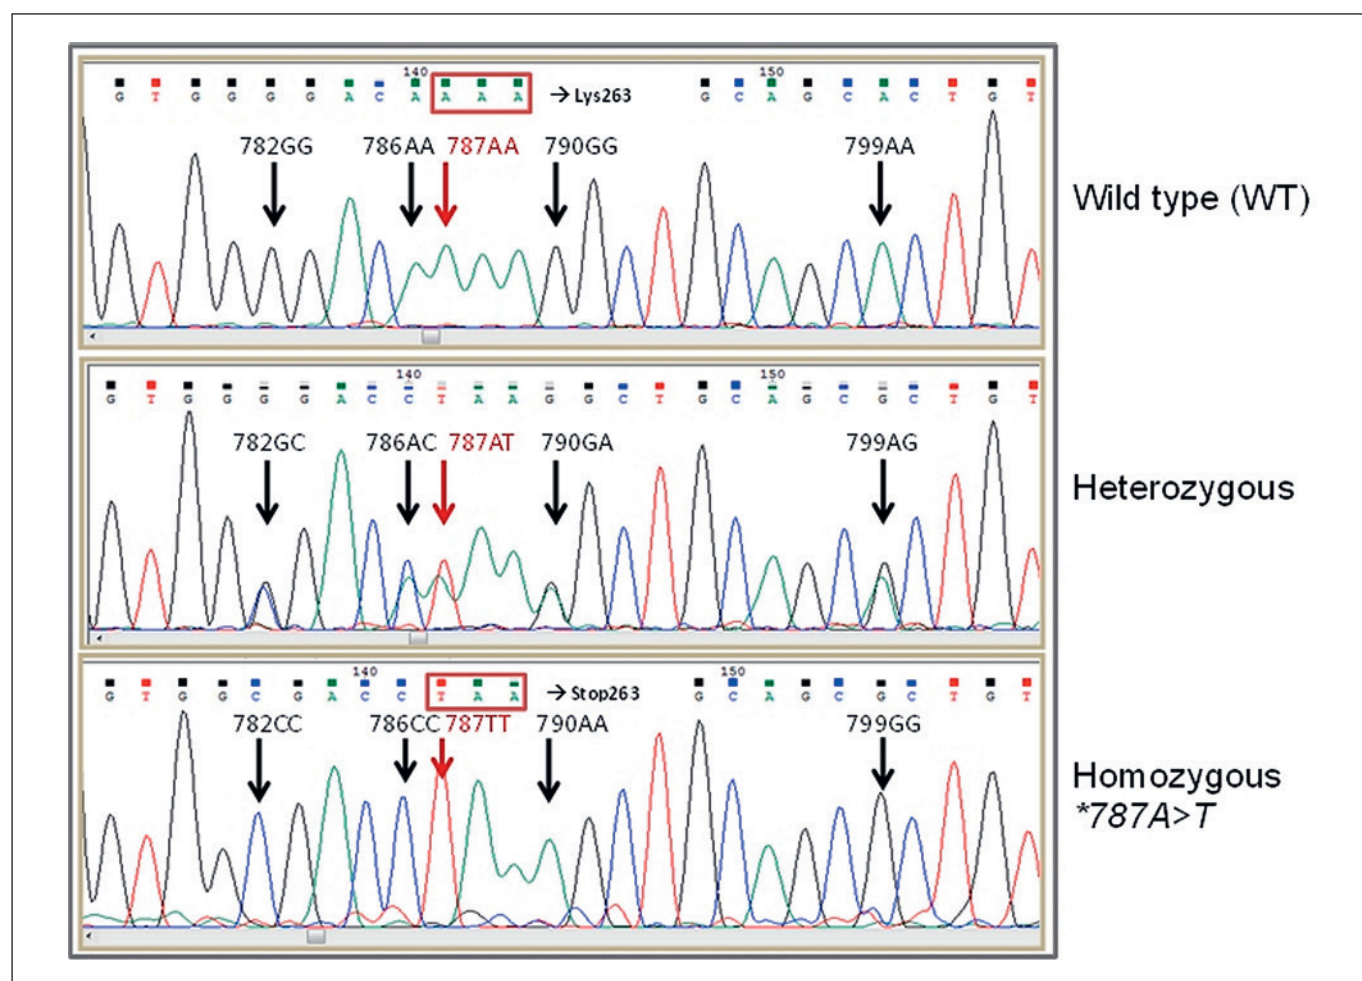 140 150
G T G G G G A C A A A A → Lys263 G C A G C A C T G T
782GG 786AA 787AA 790GG 799AA
Wild type (WT)
140 150
G T G G G G A C C T A A G G C T G C A G C G C T G T
782GC 786AC 787AT 790GA 799AG
Heterozygous
140 150
G T G G C G A C C T A A → Stop263 G C A G C G C T G T
782CC 786CC 787TT 790AA 799GG
Homozygous
*787A>T